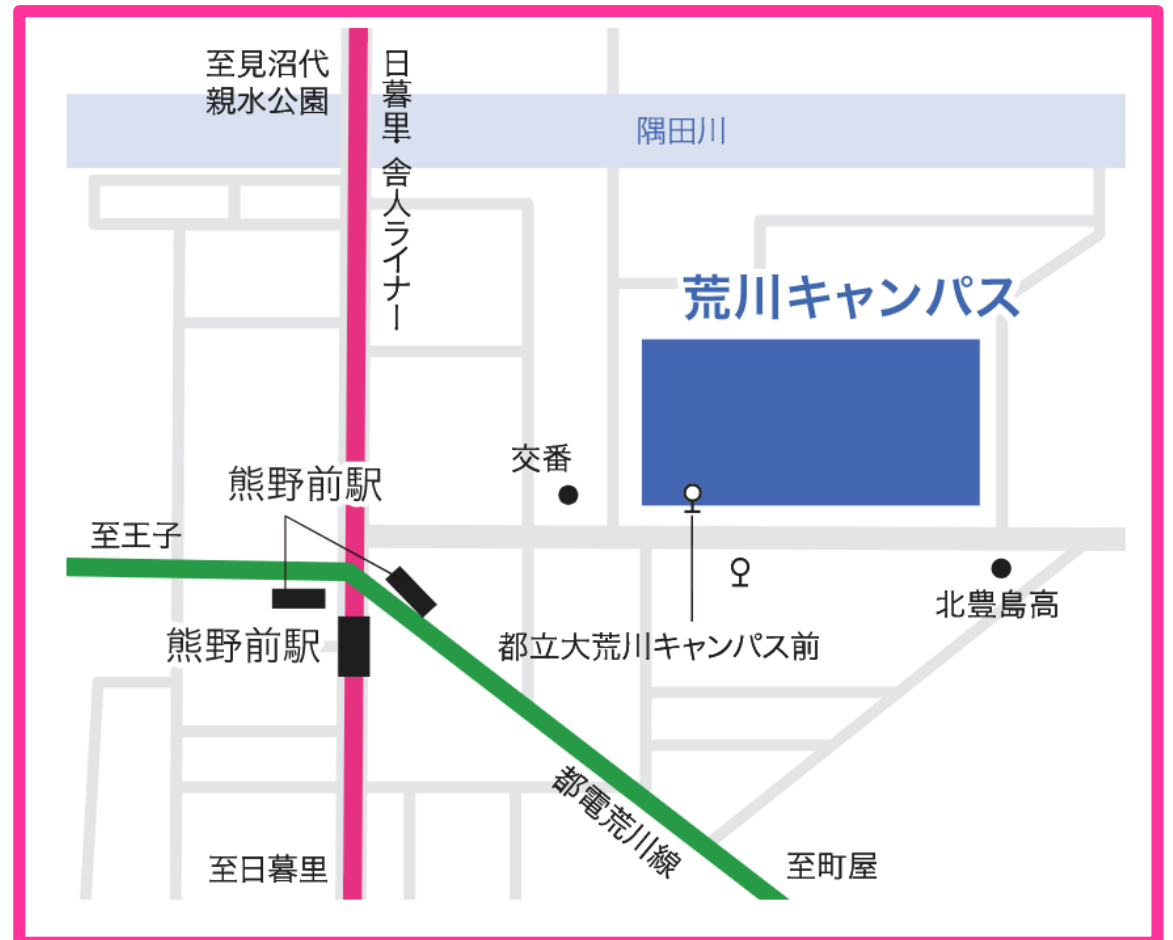 至見沼代
親水公園
日暮里・舎人ライナー
隅田川
荒川キャンパス
交番
熊野前駅
至王子
北豊島高
熊野前駅
都立大荒川キャンパス前
都電荒川線
至日暮里
至町屋